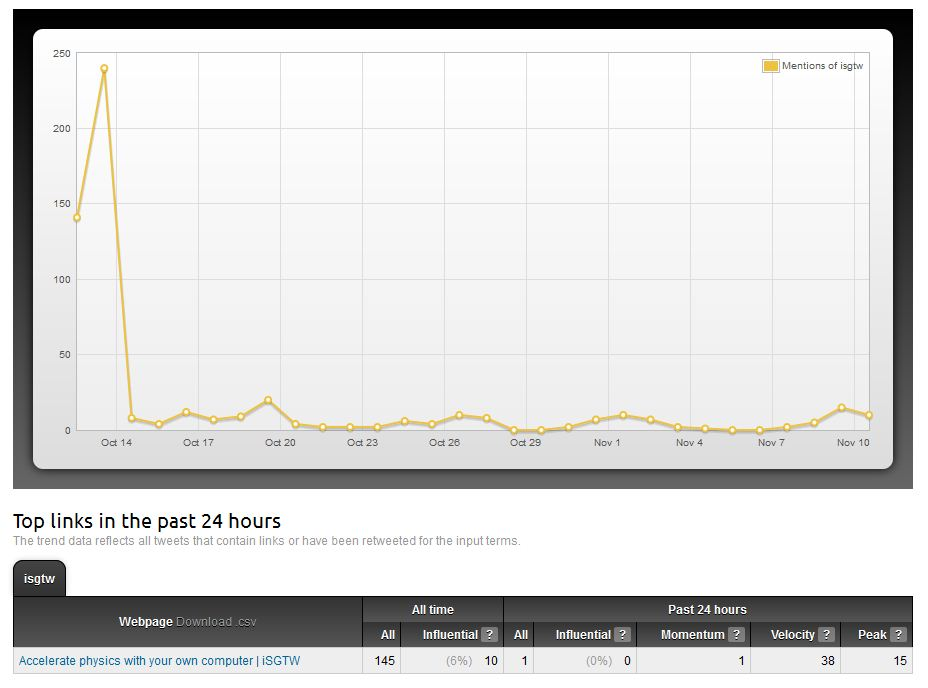 250
Mentions of isgtw
200
150
100
50
0
Oct 14 Oct 17 Oct 20 Oct 23 Oct 26 Oct 29 Nov 1 Nov 4 Nov 7 Nov 10
Top links in the past 24 hours
The trend data reflects all tweets that contain links or have been retweeted for the input terms.
isgtw
Webpage Download .csv All time Past 24 hours
All Influential ? All Influential ? Momentum ? Velocity ? Peak ?
Accelerate physics with your own computer | iSGTW 145 (6%) 10 1 (0%) 0 1 38 15